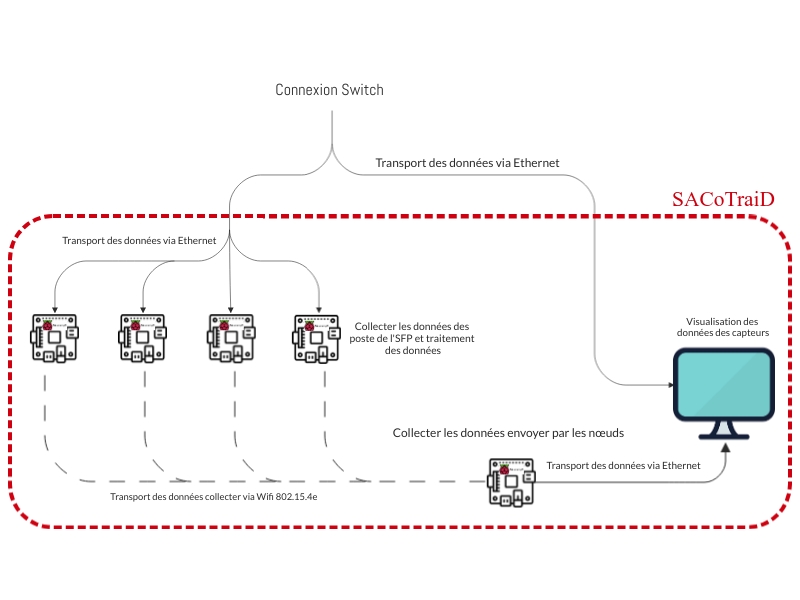 Connexion Switch
Transport des données via Ethernet
SACoTraiD
Transport des données via Ethernet
Collecter les données des
poste de l'SFP et traitement
des données
Visualisation des
données des capteurs
Collecter les données envoyer par les nœuds
Transport des données via Ethernet
Transport des données collecter via Wifi 802.15.4e